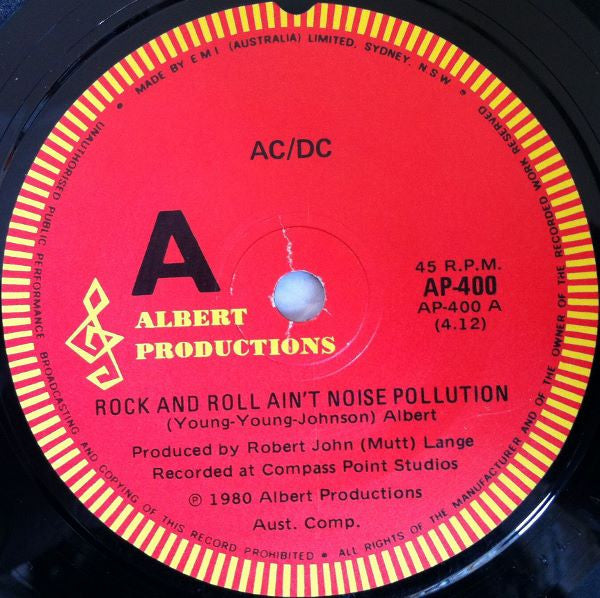 • MADE BY E M I (AUSTRALIA) LIMITED, SYDNEY, N S W •
AC/DC
A
ALBERT
PRODUCTIONS
45 R.P.M.
AP-400
AP-400 A
(4.12)
ROCK AND ROLL AIN'T NOISE POLLUTION
(Young-Young-Johnson) Albert
Produced by Robert John (Mutt) Lange
Recorded at Compass Point Studios
℗ 1980 Albert Productions
Aust. Comp.
UNAUTHORISED PUBLIC PERFORMANCE BROADCASTING AND COPYING OF THIS RECORD PROHIBITED • ALL RIGHTS OF THE MANUFACTURER AND OF THE OWNER OF THE RECORDED WORK RESERVED